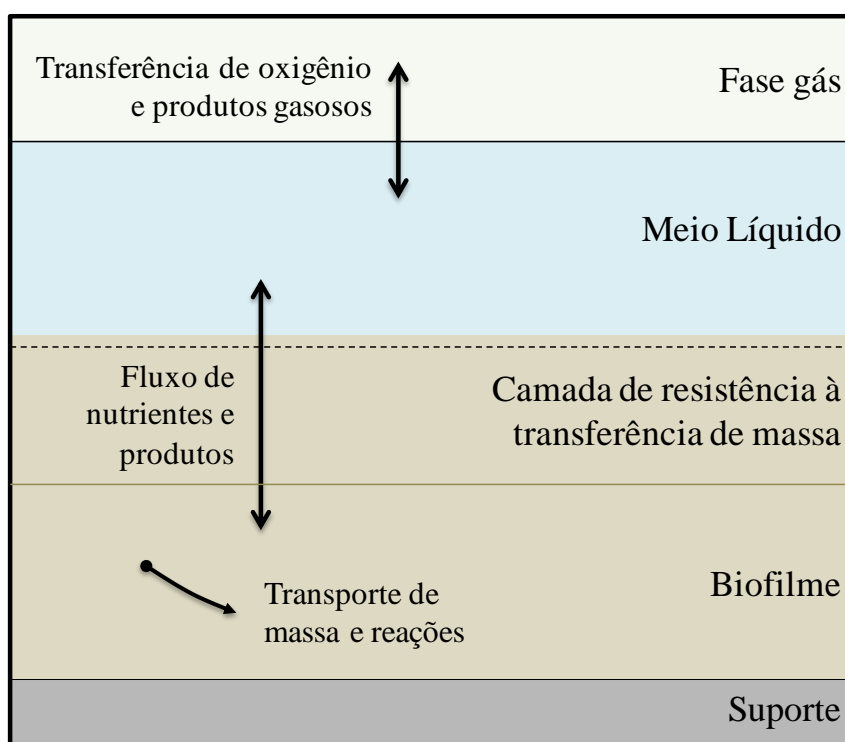 Transferência de oxigênio
e produtos gasosos
Fase gás
Meio Líquido
Fluxo de
nutrientes e
produtos
Camada de resistência à
transferência de massa
Biofilme
Transporte de
massa e reações
Suporte